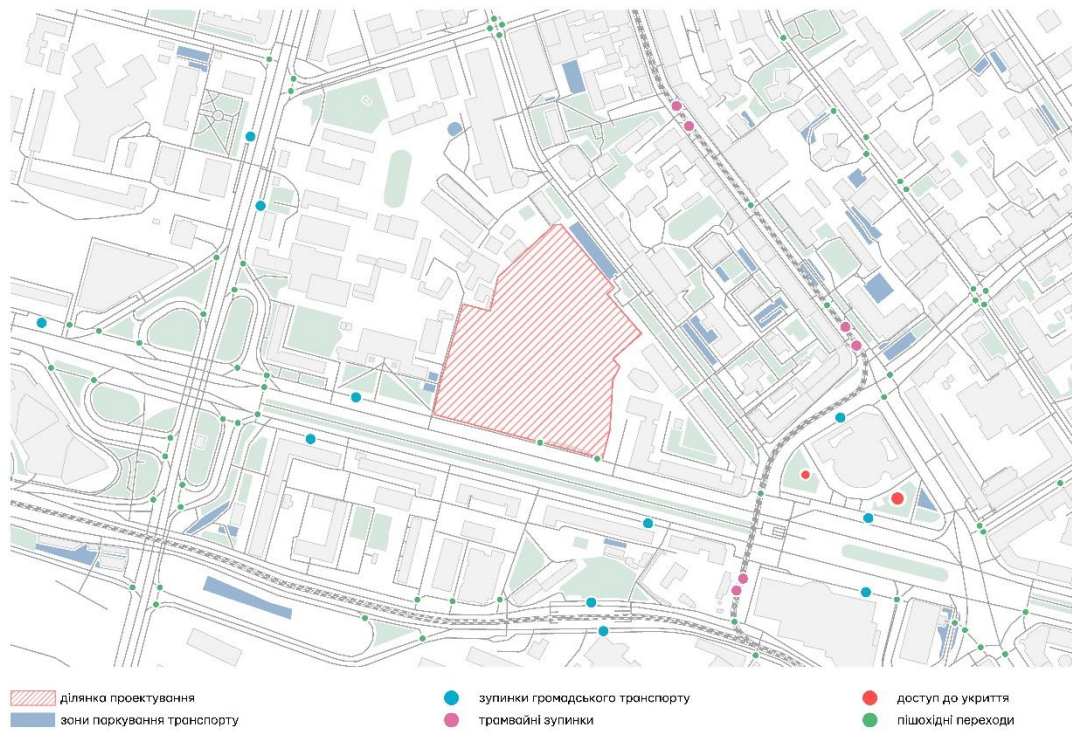 ділянка проектування
зупинки громадського транспорту
доступ до укриття
зони паркування транспорту
трамвайні зупинки
пішохідні переходи